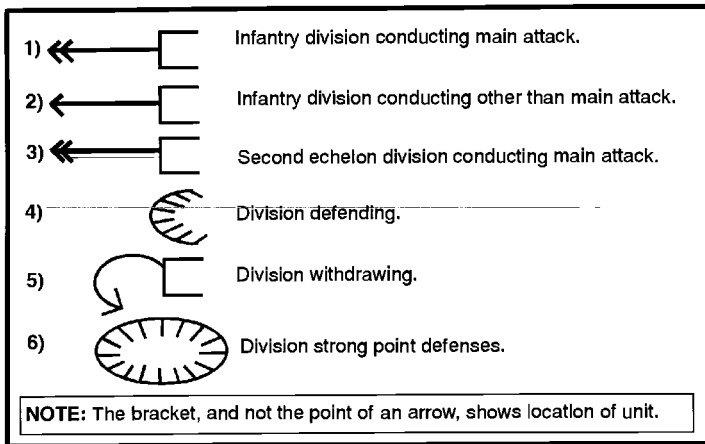 1) Infantry division conducting main attack.
2) Infantry division conducting other than main attack.
3) Second echelon division conducting main attack.
4) Division defending.
5) Division withdrawing.
6) Division strong point defenses.
NOTE: The bracket, and not the point of an arrow, shows location of unit.